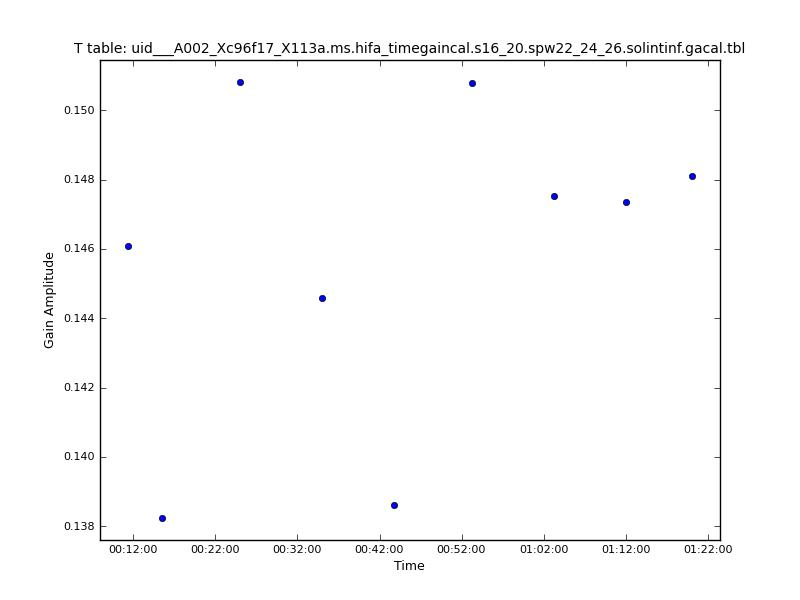 T table: uid___A002_Xc96f17_X113a.ms.hifa_timegaincal.s16_20.spw22_24_26.solintinf.gacal.tbl
0.150
0.148
0.146
0.144
0.142
0.140
0.138
Gain Amplitude
00:12:00 00:22:00 00:32:00 00:42:00 00:52:00 01:02:00 01:12:00 01:22:00
Time